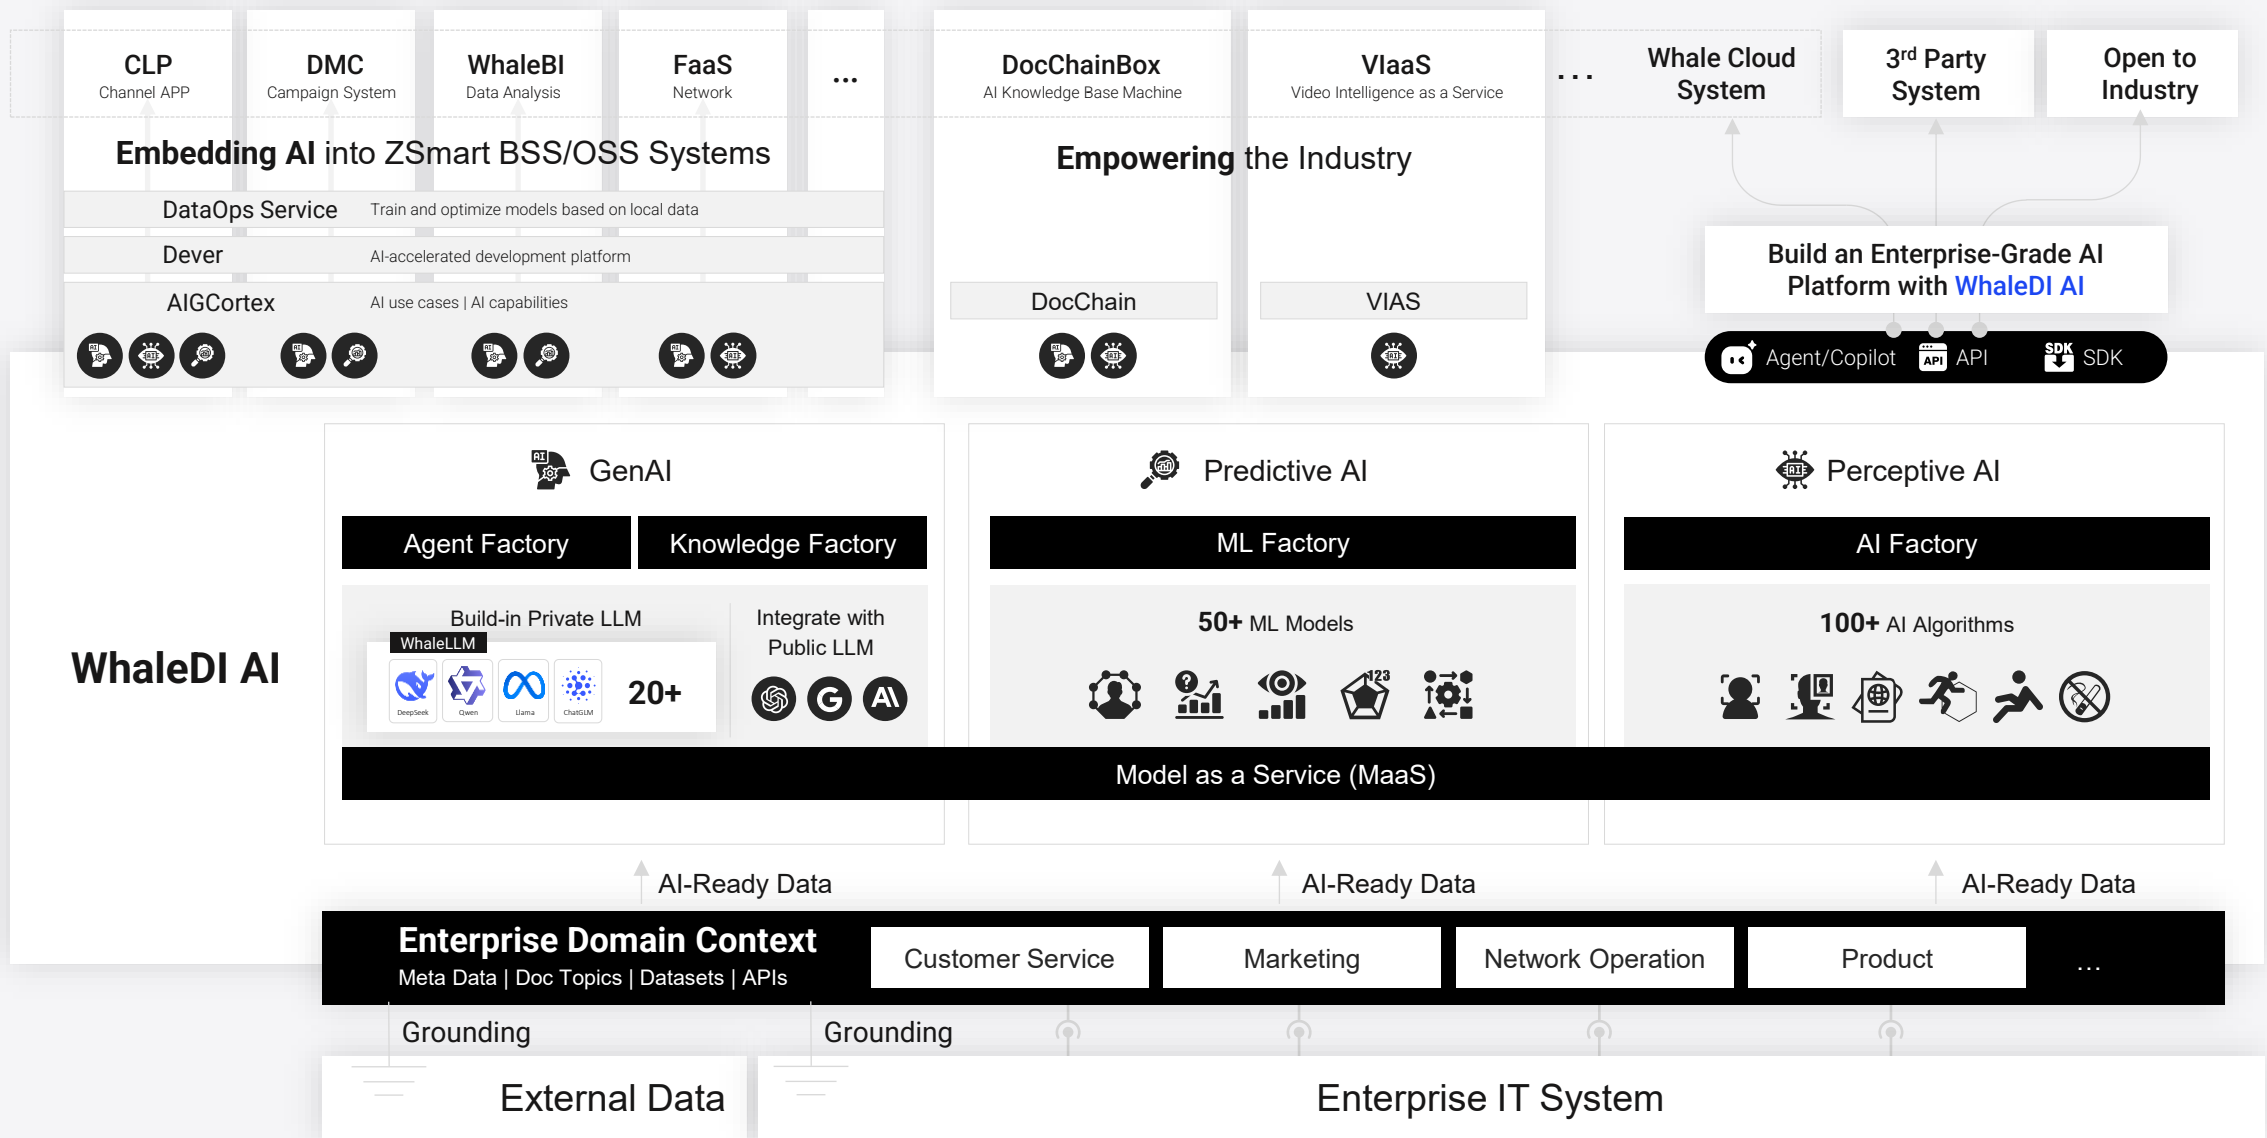 CLP
Channel APP
DMC
Campaign System
WhaleBI
Data Analysis
FaaS
Network
...
DocChainBox
AI Knowledge Base Machine
VIaaS
Video Intelligence as a Service
...
Whale Cloud
System
3rd Party
System
Open to
Industry
Embedding AI into ZSmart BSS/OSS Systems
Empowering the Industry
DataOps Service Train and optimize models based on local data
Dever AI-accelerated development platform
AIGCortex AI use cases | AI capabilities
DocChain
VIAS
Build an Enterprise-Grade AI
Platform with WhaleDI AI
Agent/Copilot
API API
SDK SDK
WhaleDI AI
AI GenAI
Predictive AI
AI Perceptive AI
Agent Factory
Knowledge Factory
ML Factory
AI Factory
Build-in Private LLM
WhaleLLM
DeepSeek
Qwen
Llama
ChatGLM
20+
Integrate with
Public LLM
50+ ML Models
123
100+ AI Algorithms
Model as a Service (MaaS)
AI-Ready Data
AI-Ready Data
AI-Ready Data
Enterprise Domain Context
Meta Data | Doc Topics | Datasets | APIs
Customer Service
Marketing
Network Operation
Product
...
Grounding
Grounding
External Data
Enterprise IT System